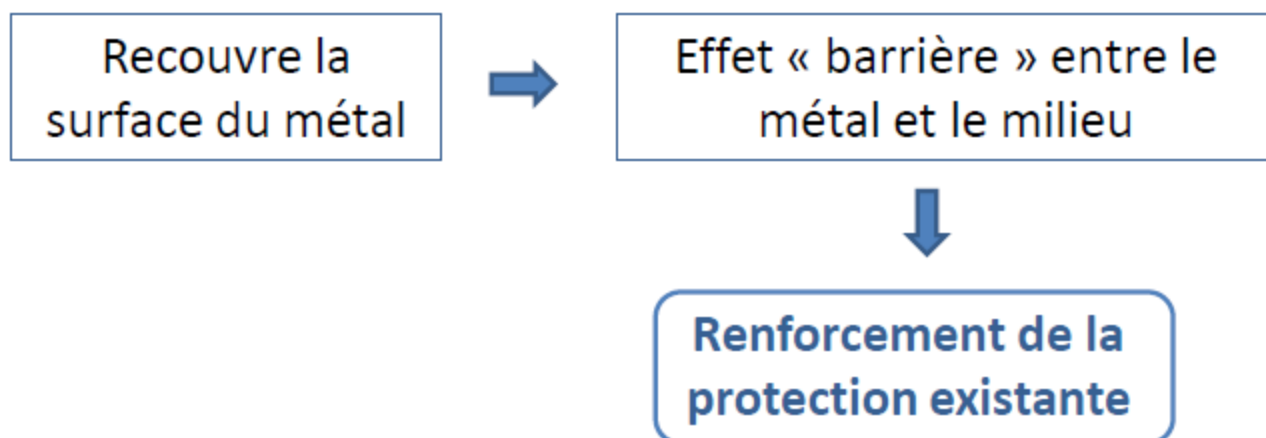 Recouvre la
surface du métal
Effet « barrière » entre le
métal et le milieu
Renforcement de la
protection existante